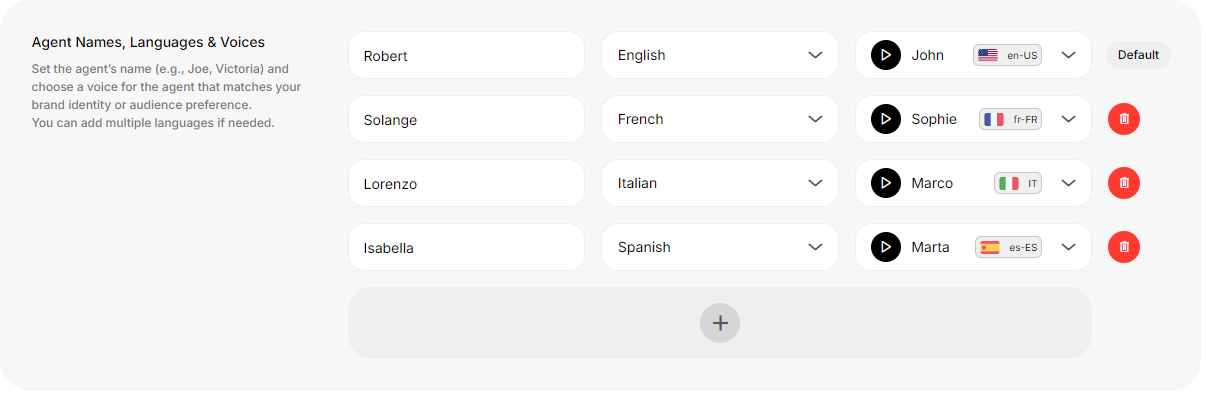 Agent Names, Languages & Voices
Set the agent's name (e.g., Joe, Victoria) and
choose a voice for the agent that matches your
brand identity or audience preference.
You can add multiple languages if needed.
Robert English John en-US Default
Solange French Sophie fr-FR
Lorenzo Italian Marco IT
Isabella Spanish Marta es-ES